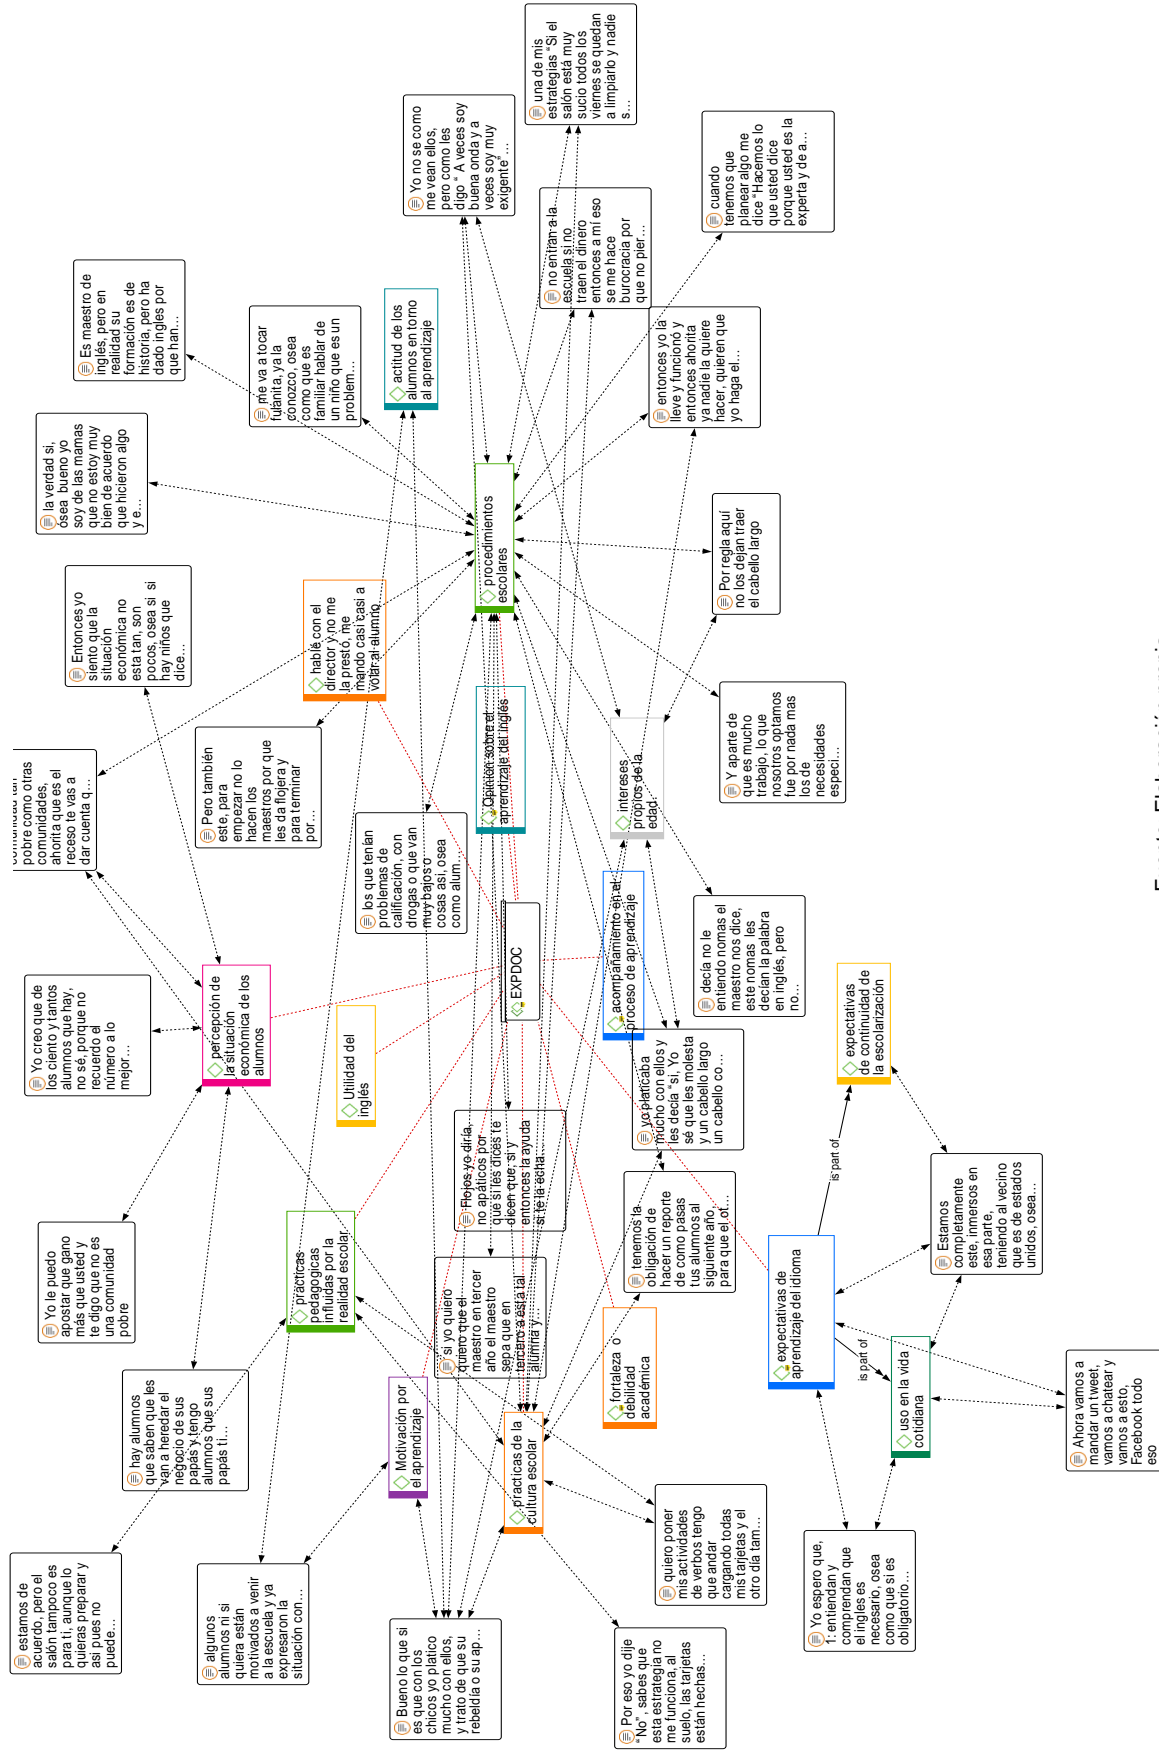 estamos de
acuerdo, pero el
salón tampoco es
para ti, aunque lo
quieras preparar y
asi pues no
puede…
hay alumnos
que saben que les
van a heredar el
negocio de sus
papás y tengo
alumnos que sus
papás ti…
Yo le puedo
apostar que gano
más que usted y
te digo que no es
una comunidad
pobre
Yo creo que de
los ciento y tantos
alumnos que hay,
no sé, porque no
recuerdo el
número a lo
mejor…
pobre como otras
comunidades,
ahorita que es el
receso te vas a
dar cuenta q…
Entonces yo
siento que la
situación
económica no
esta tan, son
pocos, osea si si
hay niños que
dice…
la verdad si,
osea bueno yo
soy de las mamas
que no estoy muy
bien de acuerdo
que hicieron algo
y e…
Es maestro de
inglés, pero en
realidad su
formación es de
historia, pero ha
dado ingles por
que han…
algunos
alumnos ni si
quiera están
motivados a venir
a la escuela y ya
expresaron la
situación con…
prácticas
pedagogicas
influidas por la
realidad escolar
percepción de
la situación
económica de los
alumnos
Utilidad del
inglés
Pero también
este, para
empezar no lo
hacen los
maestros por que
les da flojera y
para terminar
por…
hablé con el
director y no me
la prestó, me
mando casi casi a
votar al alumno
me va a tocar
fulanita, ya la
conozco, osea
como que es
familiar hablar de
un niño que es un
problem…
actitud de los
alumnos en torno
al aprendizaje
Bueno lo que si
es que con los
chicos yo platico
mucho con ellos,
y trato de que su
rebeldía o su ap…
Motivación por
el aprendizaje
si yo quiero
quiero que el
maestro en tercer
año el maestro
sepa que en
tercero a esta tal
alumna y…
Flojos yo diría,
no apáticos por
que si les dices te
dicen que, si y
entonces la ayuda
si te la echa.
los que tenían
problemas de
calificación, con
drogas o que van
muy bajos o
cosas asi, osea
como alum…
Opinión sobre el
aprendizaje del inglés
procedimientos
escolares
Yo no se como
me vean ellos,
pero como les
digo “ A veces soy
buena onda y a
veces soy muy
exigente”…
una de mis
estrategias “Si el
salón está muy
sucio todos los
viernes se quedan
a limpiarlo y nadie
s…
practicas de la
cultura escolar
EXPDOC
no entran a la
escuela si no
traen el dinero
entonces a mí eso
se me hace
burocracia por
que no pier…
Por eso yo dije
“No”, sabes que
esta estrategia no
me funciona, al
suelo, las tarjetas
están hechas…
quiero poner
mis actividades
de verbos tengo
que andar
cargando todas
mis tarjetas y el
otro día tam…
fortaleza o
debilidad
académica
tenemos la
obligación de
hacer un reporte
de como pasas
tus alumnos al
siguiente año,
para que el ot…
yo platicaba
mucho con ellos y
les decía “si, Yo
sé que les molesta
y un cabello largo
un cabello co…
acompañamiento en el
proceso de aprendizaje
intereses
propios de la
edad.
entonces yo la
lleve y funcionó y
entonces ahorita
ya nadie la quiere
hacer, quieren que
yo haga el…
cuando
tenemos que
planear algo me
dice “Hacemos lo
que usted dice
porque usted es la
experta y de a…
decía no le
entiendo nomas el
maestro nos dice,
este nomas les
decían la palabra
en inglés, pero
no…
Y aparte de
que es mucho
trabajo, lo que
nosotros optamos
fue por nada mas
los de
necesidades
especi…
Por regla aquí
no los dejan traer
el cabello largo
Yo espero que,
1: entiendan y
comprendan que
el ingles es
necesario, osea
como que si es
obligatorio…
expectativas de
aprendizaje del idioma
is part of
is part of
expectativas
de continuidad de
la escolarización
uso en la vida
cotidiana
Estamos
completamente
este, inmersos en
esa parte,
teniendo al vecino
que es de estados
unidos, osea…
Ahora vamos a
mandar un tweet,
vamos a chatear y
vamos a esto,
Facebook todo
eso